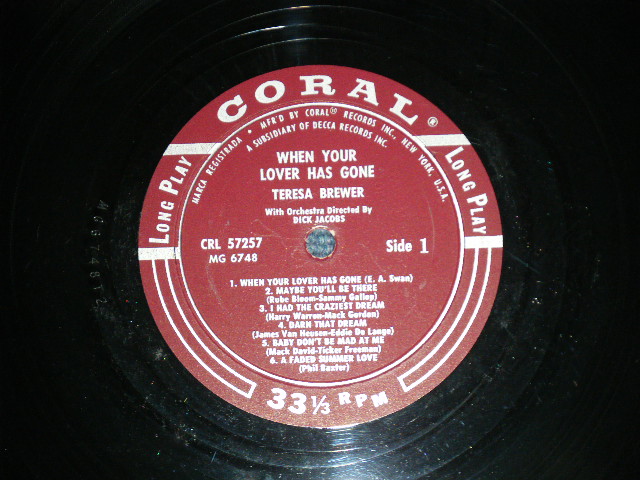 CORAL®
LONG PLAY
LONG PLAY
MARCA REGISTRADA • MFR'D BY CORAL® RECORDS INC., NEW YORK, U.S.A.
A SUBSIDIARY OF DECCA RECORDS INC.
WHEN YOUR
LOVER HAS GONE
TERESA BREWER
With Orchestra Directed By
DICK JACOBS
CRL 57257
MG 6748
Side 1
1. WHEN YOUR LOVER HAS GONE (E. A. Swan)
2. MAYBE YOU'LL BE THERE
(Rube Bloom-Sammy Gallop)
3. I HAD THE CRAZIEST DREAM
(Harry Warren-Mack Gordon)
4. DARN THAT DREAM
(James Van Heusen-Eddie De Lange)
5. BABY DON'T BE MAD AT ME
(Mack David-Ticker Freeman)
6. A FADED SUMMER LOVE
(Phil Baxter)
33 1/3 RPM